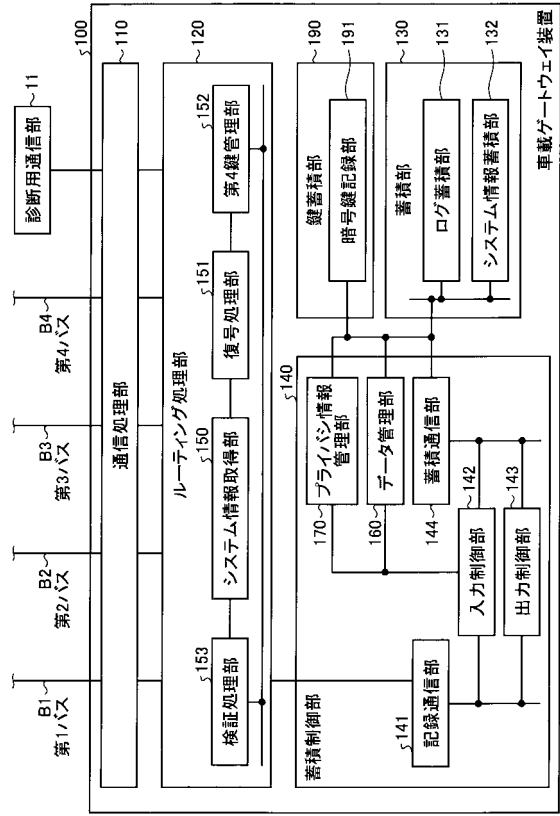 B1
第1バス
B2
第2バス
B3
第3バス
B4
第4バス
診断用通信部
11
100
通信処理部
110
ルーティング処理部
120
検証処理部
153
システム情報取得部
150
復号処理部
151
第4鍵管理部
152
蓄積制御部
140
記録通信部
141
プライバシ情報
管理部
170
データ管理部
160
蓄積通信部
144
入力制御部
142
出力制御部
143
鍵蓄積部
190
暗号鍵記録部
191
蓄積部
130
ログ蓄積部
131
システム情報蓄積部
132
車載ゲートウェイ装置